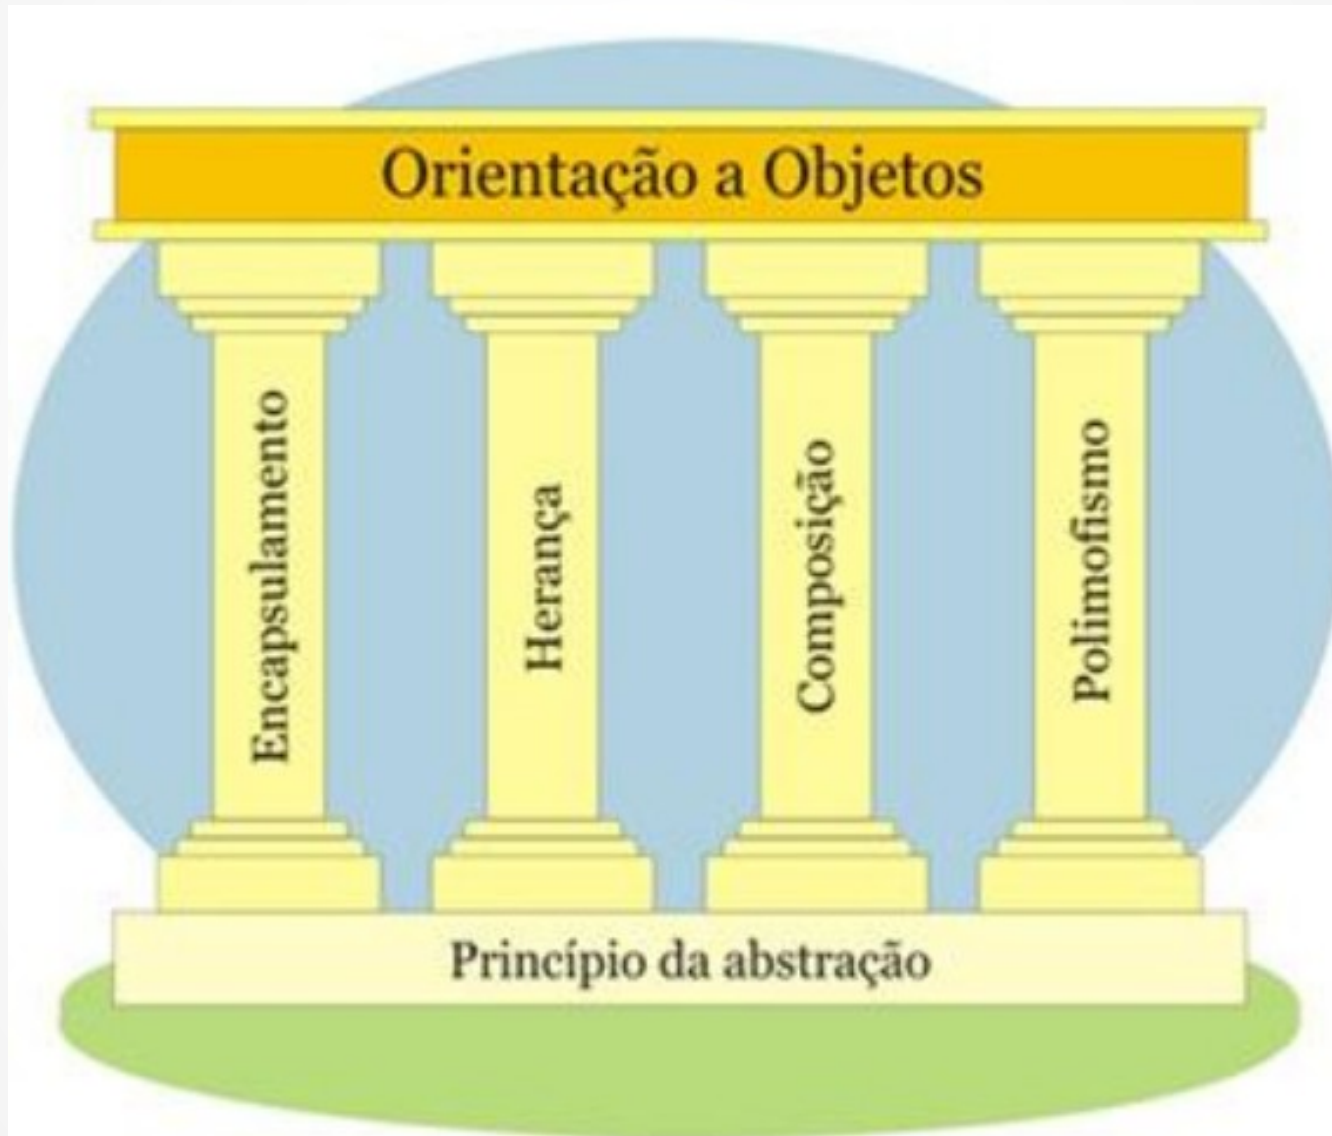 Orientação a Objetos
Encapsulamento
Herança
Composição
Polimofismo
Princípio da abstração